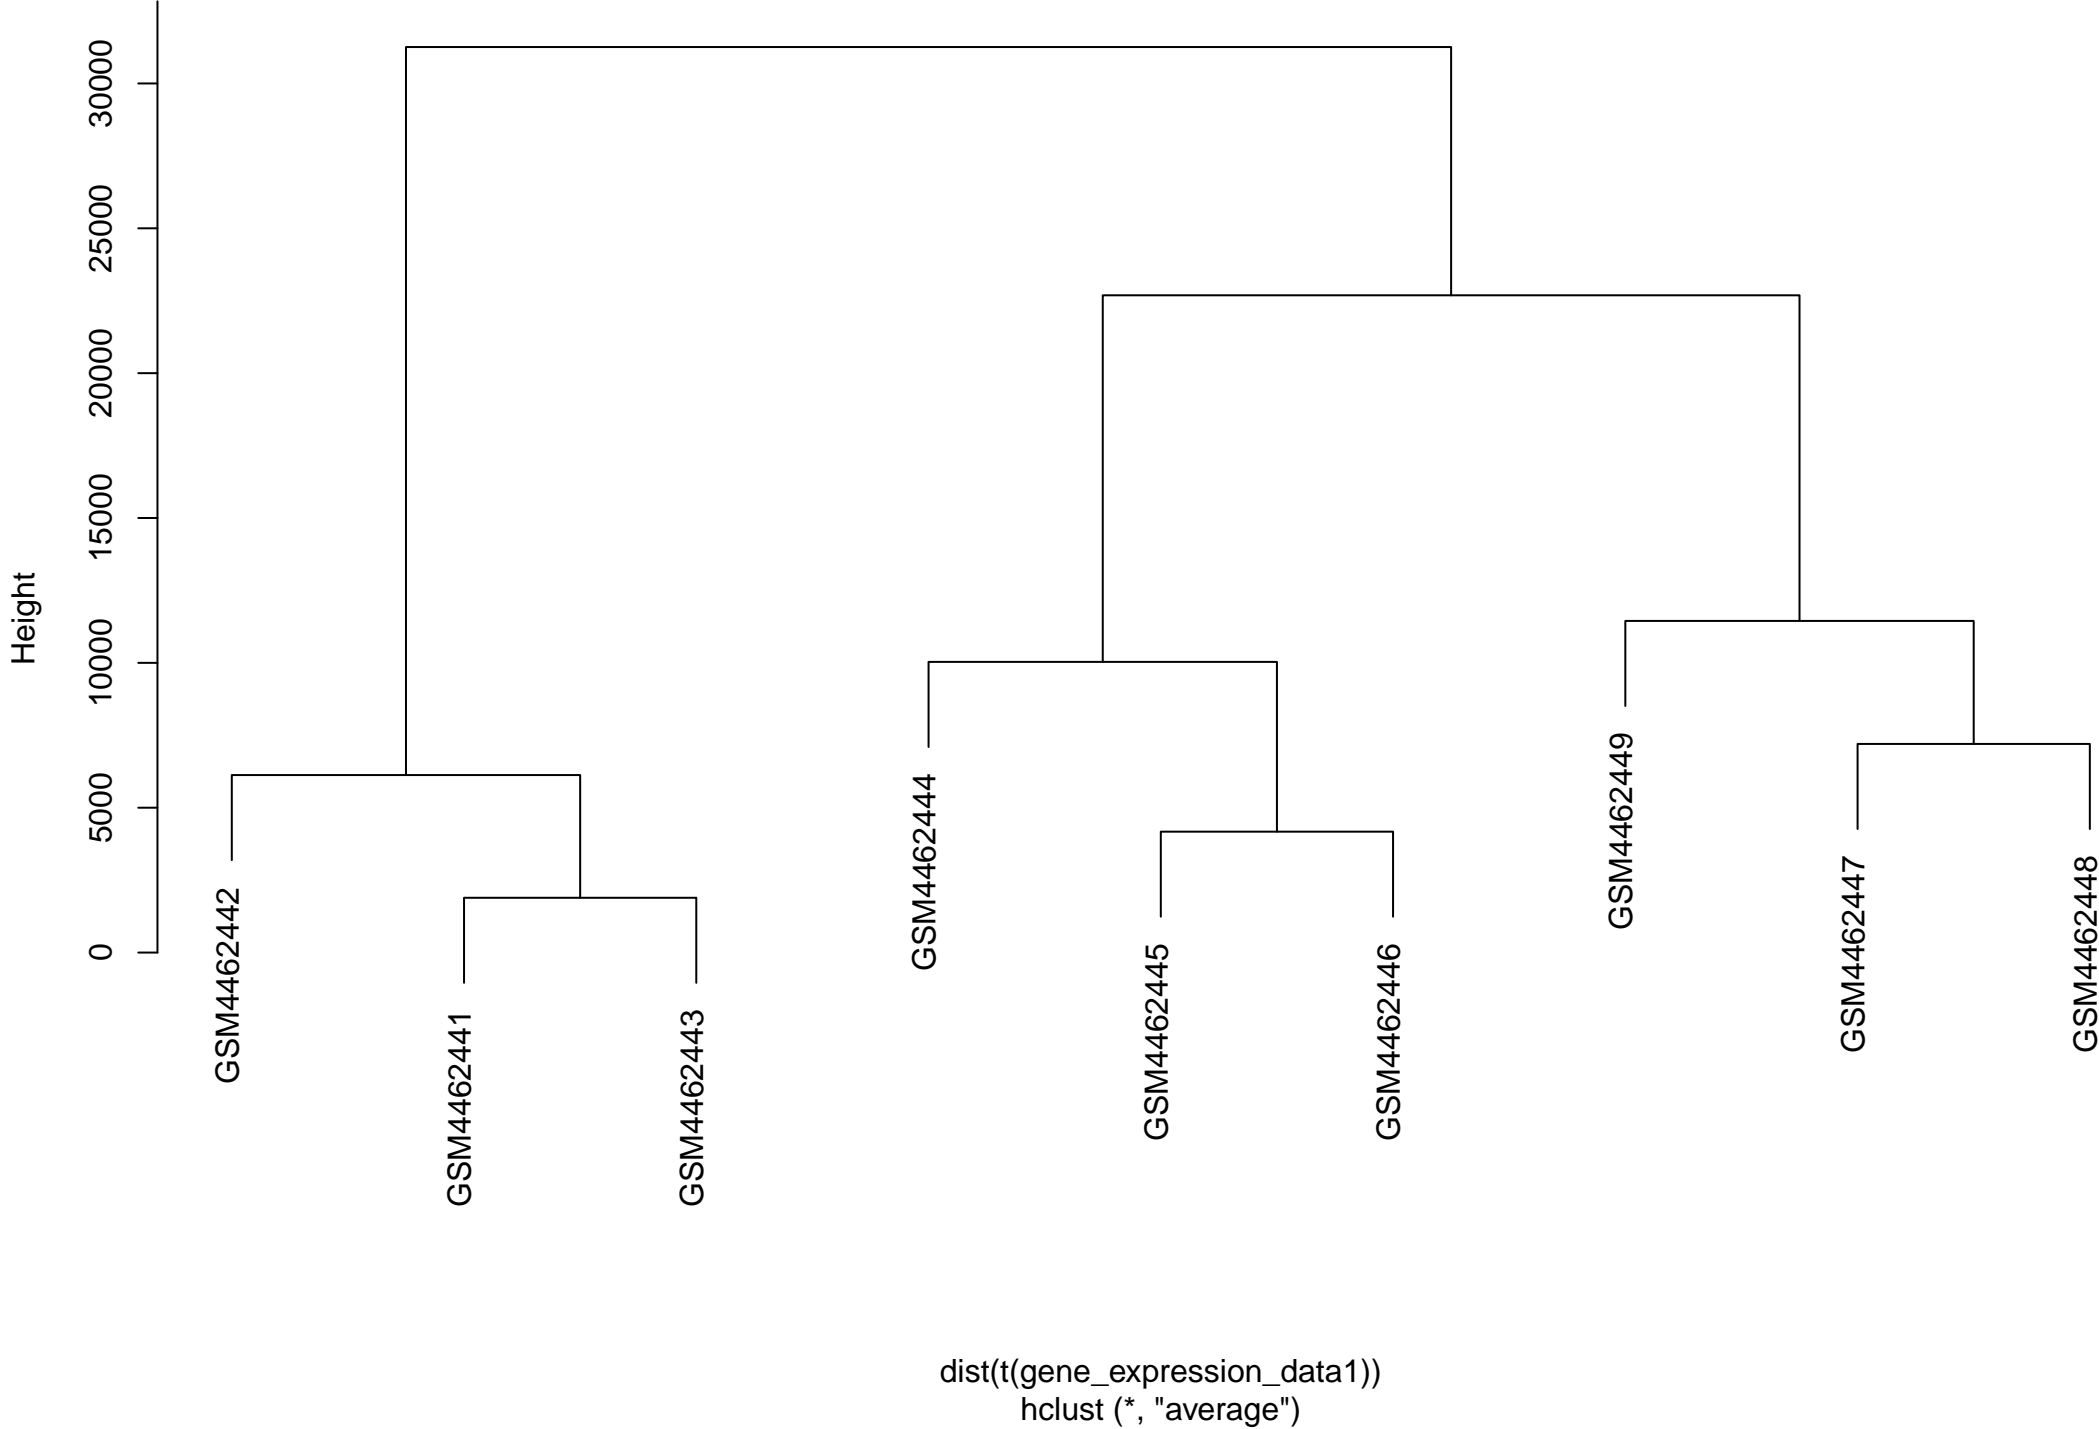 Height
30000
25000
20000
15000
10000
5000
0
GSM4462442
GSM4462441
GSM4462443
GSM4462444
GSM4462445
GSM4462446
GSM4462449
GSM4462447
GSM4462448
dist(t(gene_expression_data1))
hclust (*, "average")